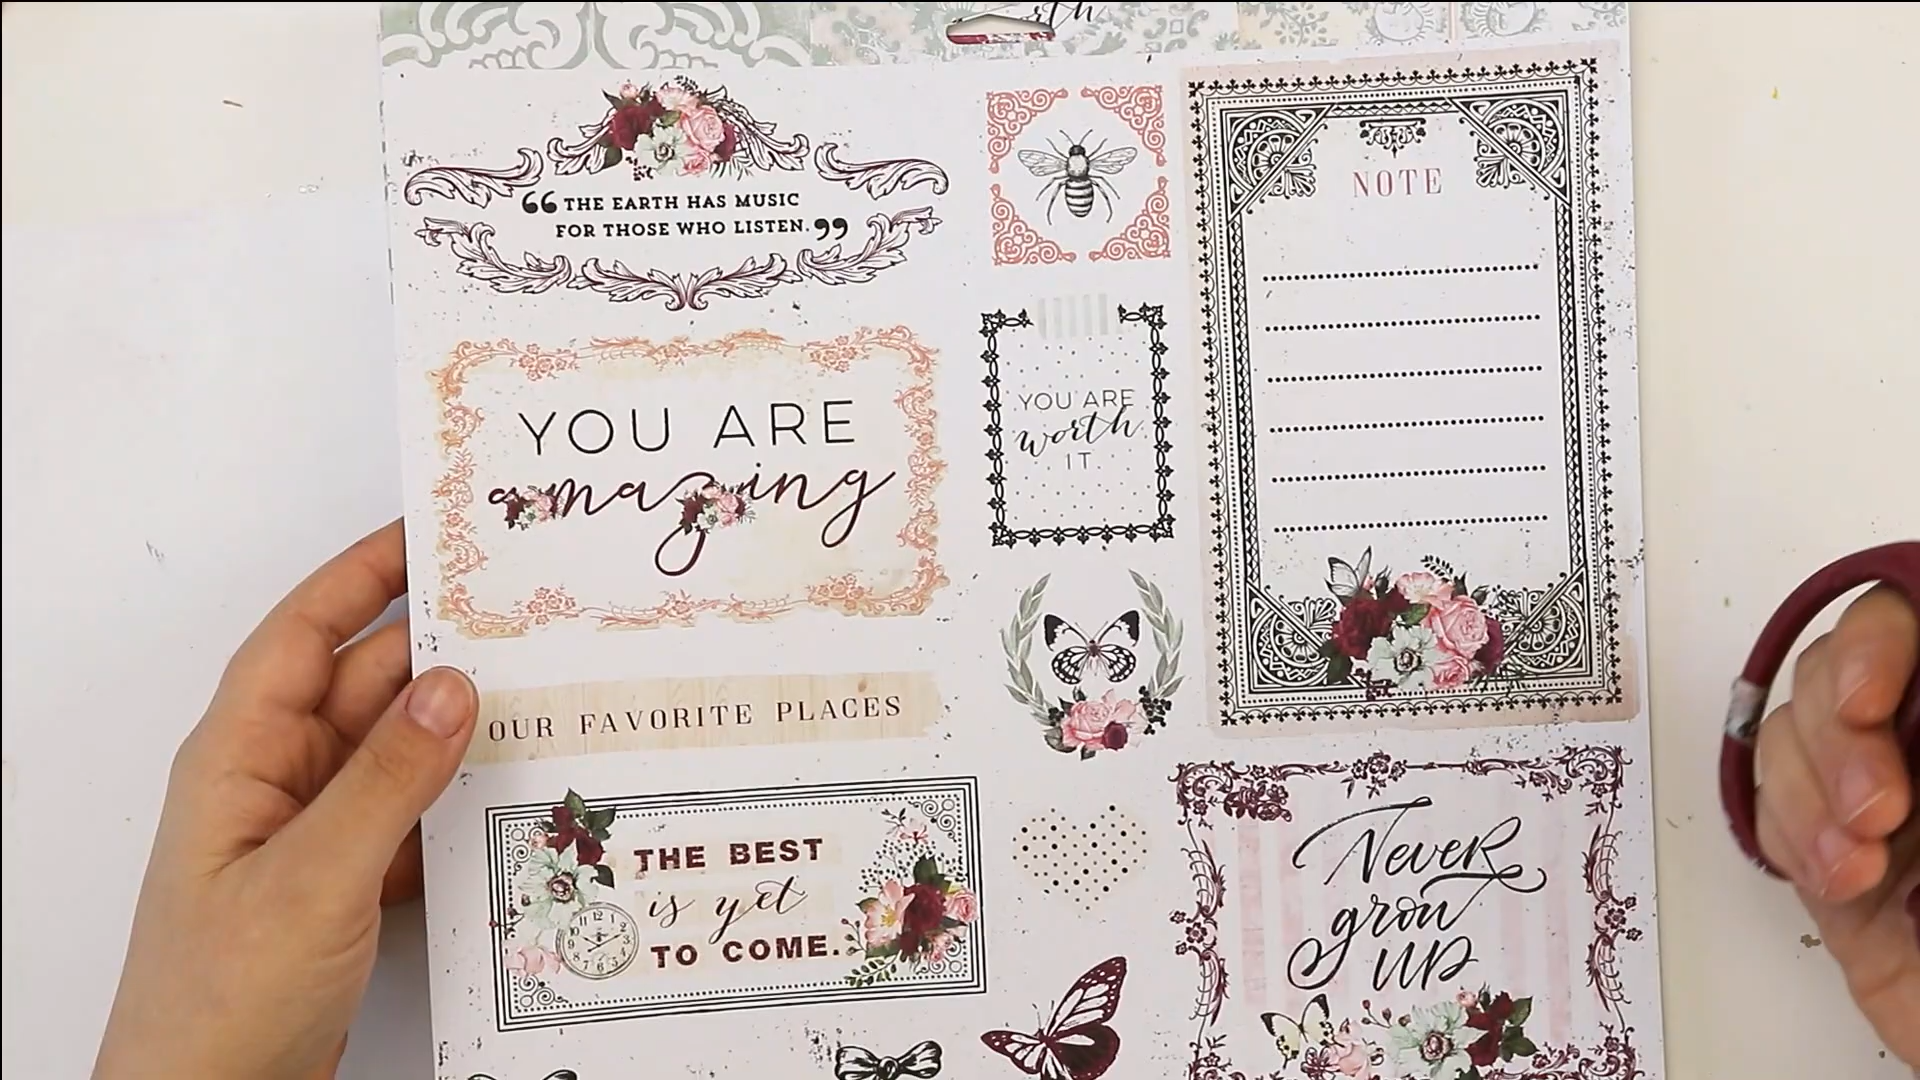 “ THE EARTH HAS MUSIC
FOR THOSE WHO LISTEN. ”
YOU ARE
amazing
OUR FAVORITE PLACES
THE BEST
is yet
TO COME.
YOU ARE
worth
IT
NOTE
Never
grow
UP